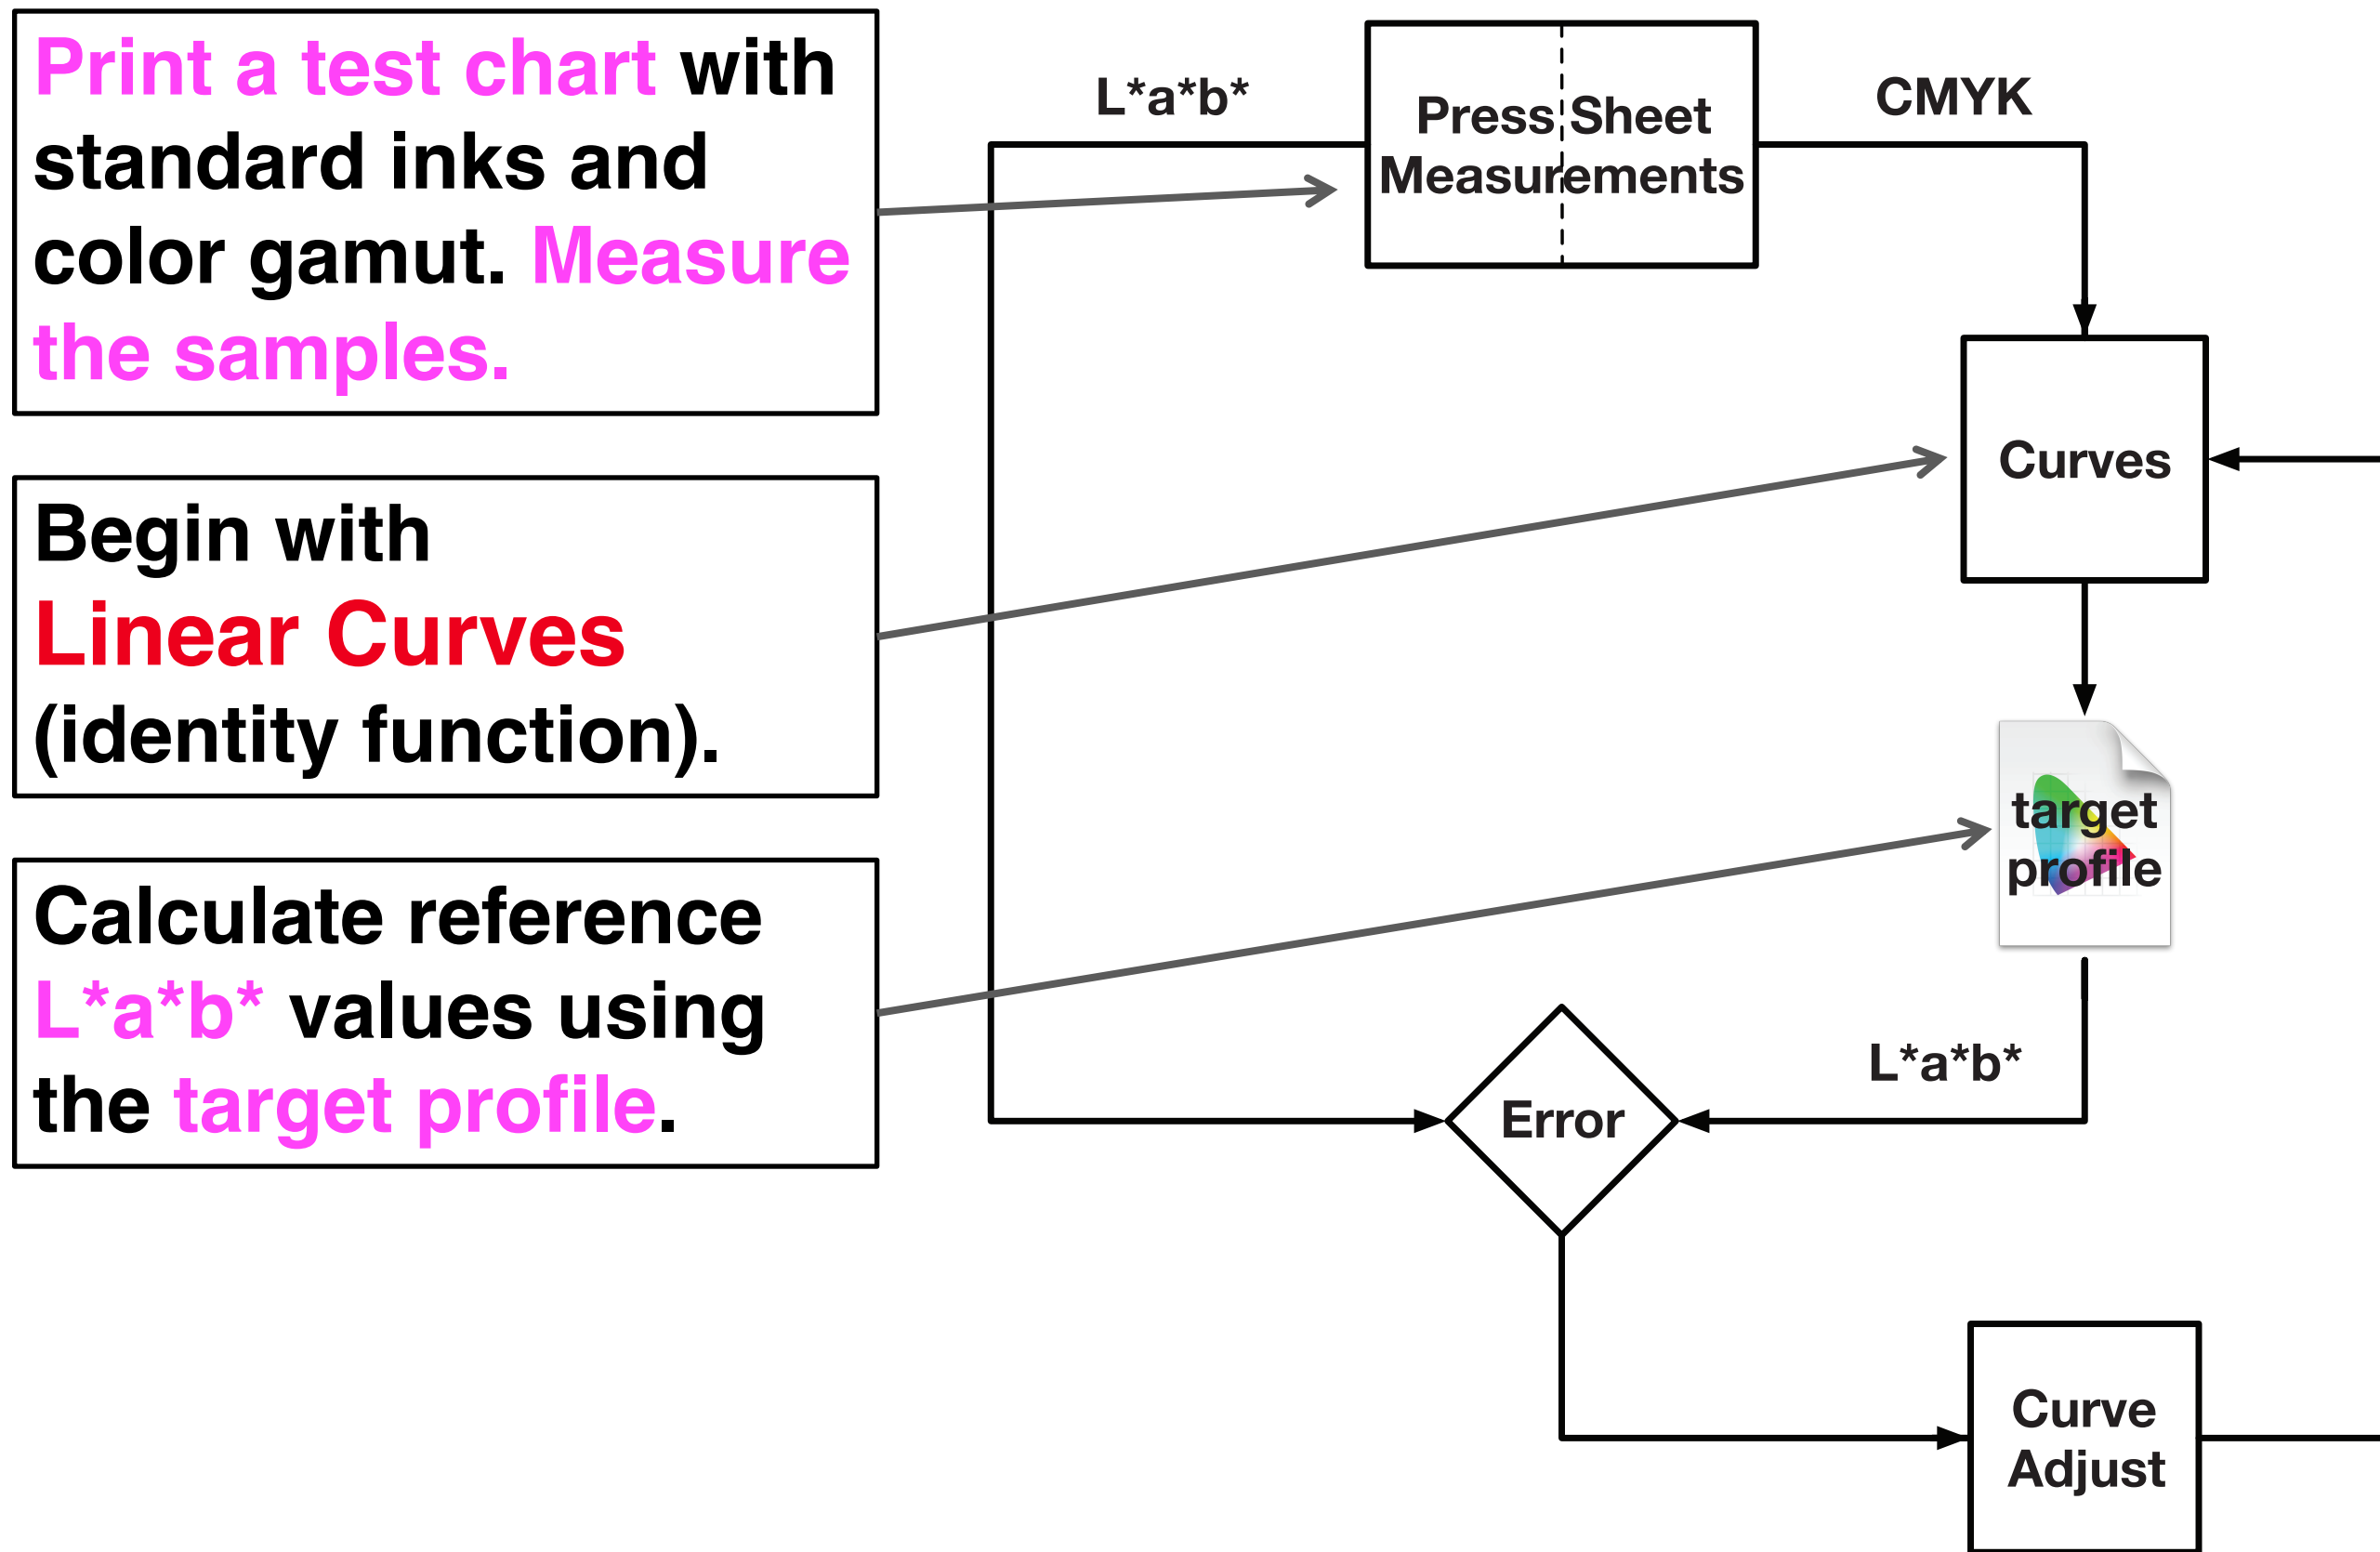 Print a test chart with
standard inks and
color gamut. Measure
the samples.
Begin with
Linear Curves
(identity function).
Calculate reference
L*a*b* values using
the target profile.
L*a*b*
Press Sheet
Measurements
CMYK
Curves
target
profile
L*a*b*
Error
Curve
Adjust